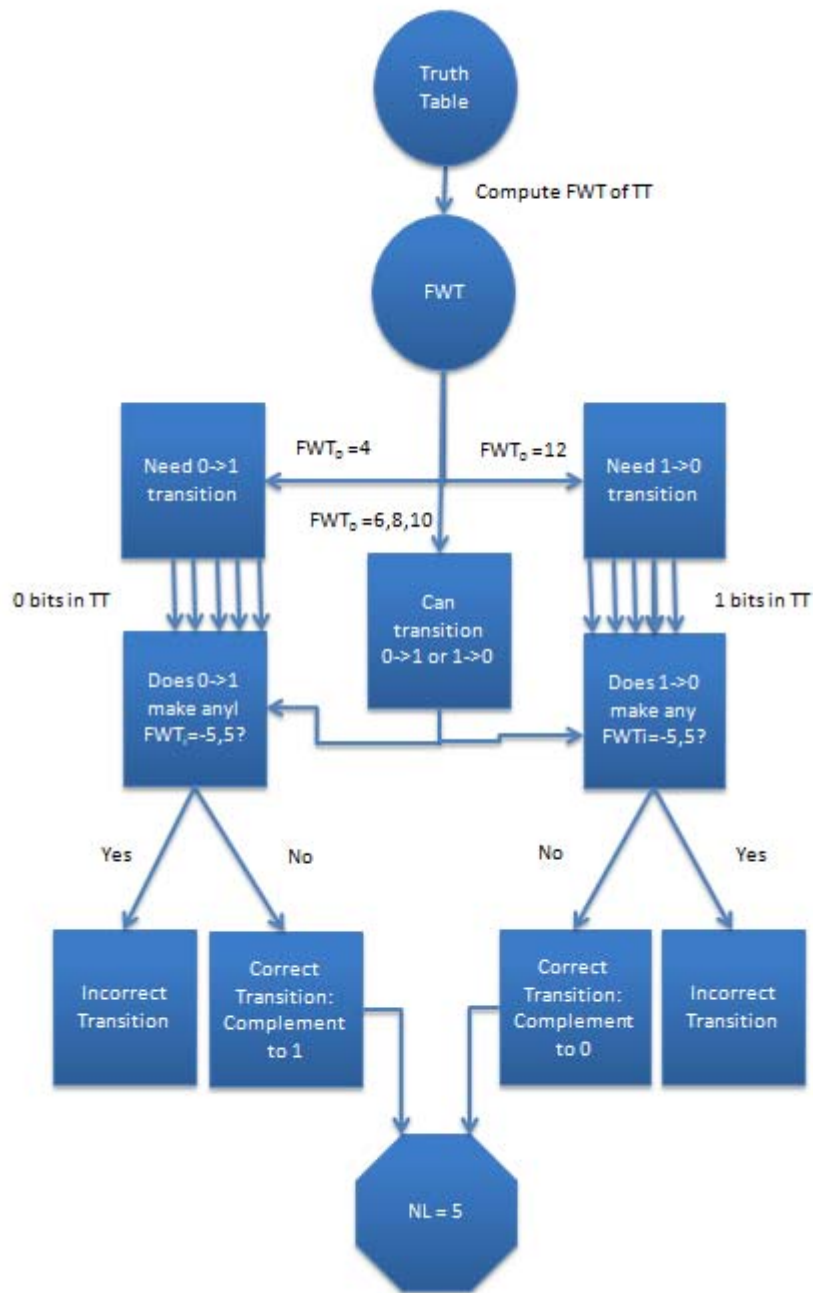 Truth
Table
Compute FWT of TT
FWT
Need 0->1
transition
FWTₒ =4
FWTₒ =12
Need 1->0
transition
FWTₒ =6,8,10
0 bits in TT
Can
transition
0->1 or 1->0
1 bits in TT
Does 0->1
make anyl
FWTᵢ=-5,5?
Does 1->0
make any
FWTi=-5,5?
Yes
No
No
Yes
Incorrect
Transition
Correct
Transition:
Complement
to 1
Correct
Transition:
Complement
to 0
Incorrect
Transition
NL = 5